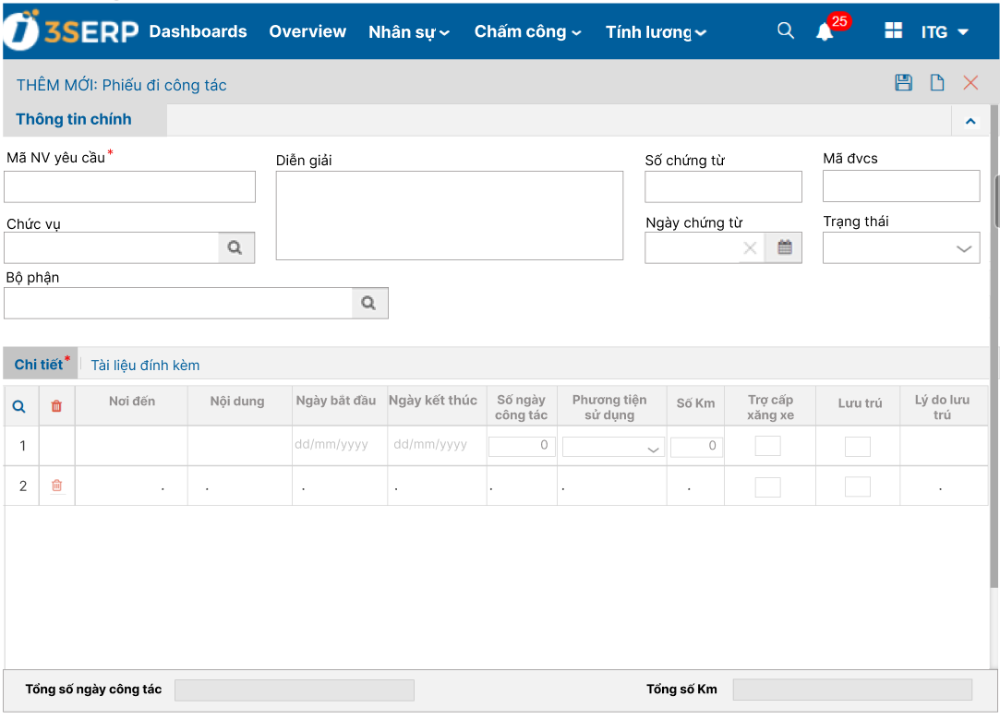 3SERP Dashboards Overview Nhân sự Chấm công Tính lương 25 ITG
THÊM MỚI: Phiếu đi công tác
Thông tin chính
Mã NV yêu cầu* Diễn giải Số chứng từ Mã đvcs
Chức vụ Ngày chứng từ Trạng thái
Bộ phận
Chi tiết* Tài liệu đính kèm
Nơi đến Nội dung Ngày bắt đầu Ngày kết thúc Số ngày công tác Phương tiện sử dụng Số Km Trợ cấp xăng xe Lưu trú Lý do lưu trú
1 dd/mm/yyyy dd/mm/yyyy 0 0
2 . . . . . . . .
Tổng số ngày công tác Tổng số Km